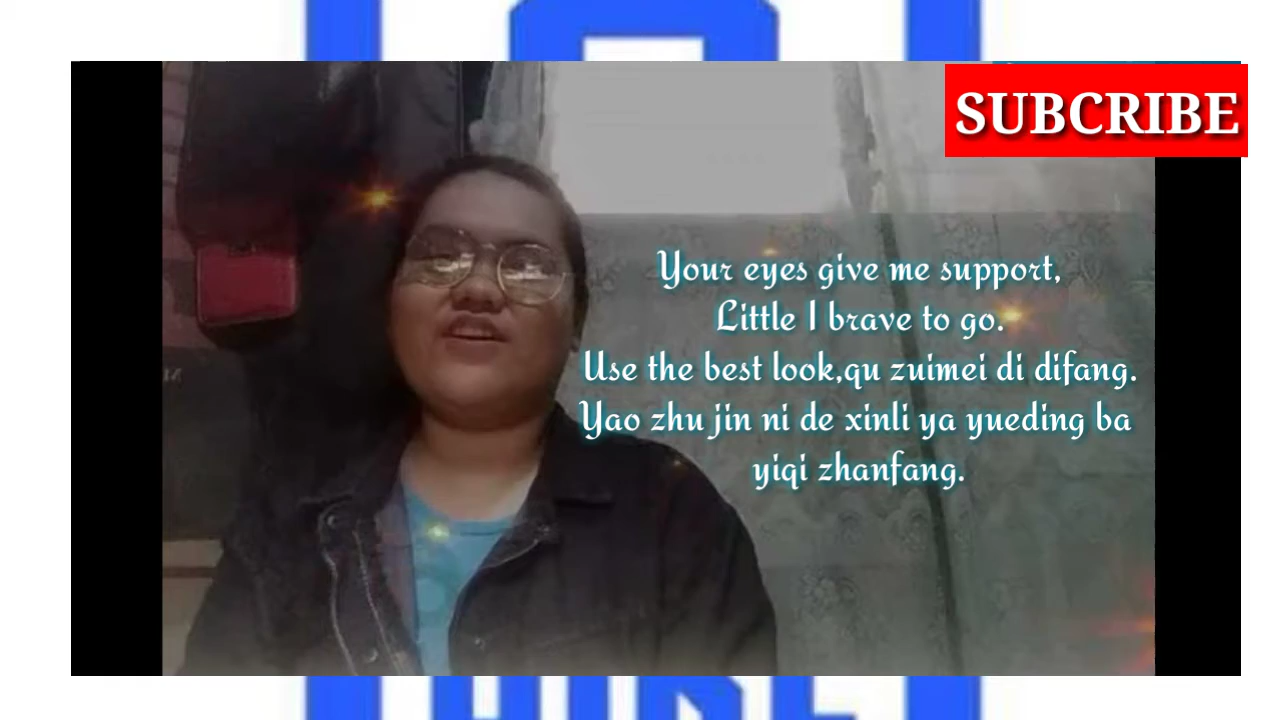 SUBCRIBE
Your eyes give me support,
Little I brave to go.
Use the best look,qu zuimei di difang.
Yao zhu jin ni de xinli ya yueding ba
yiqi zhanfang.